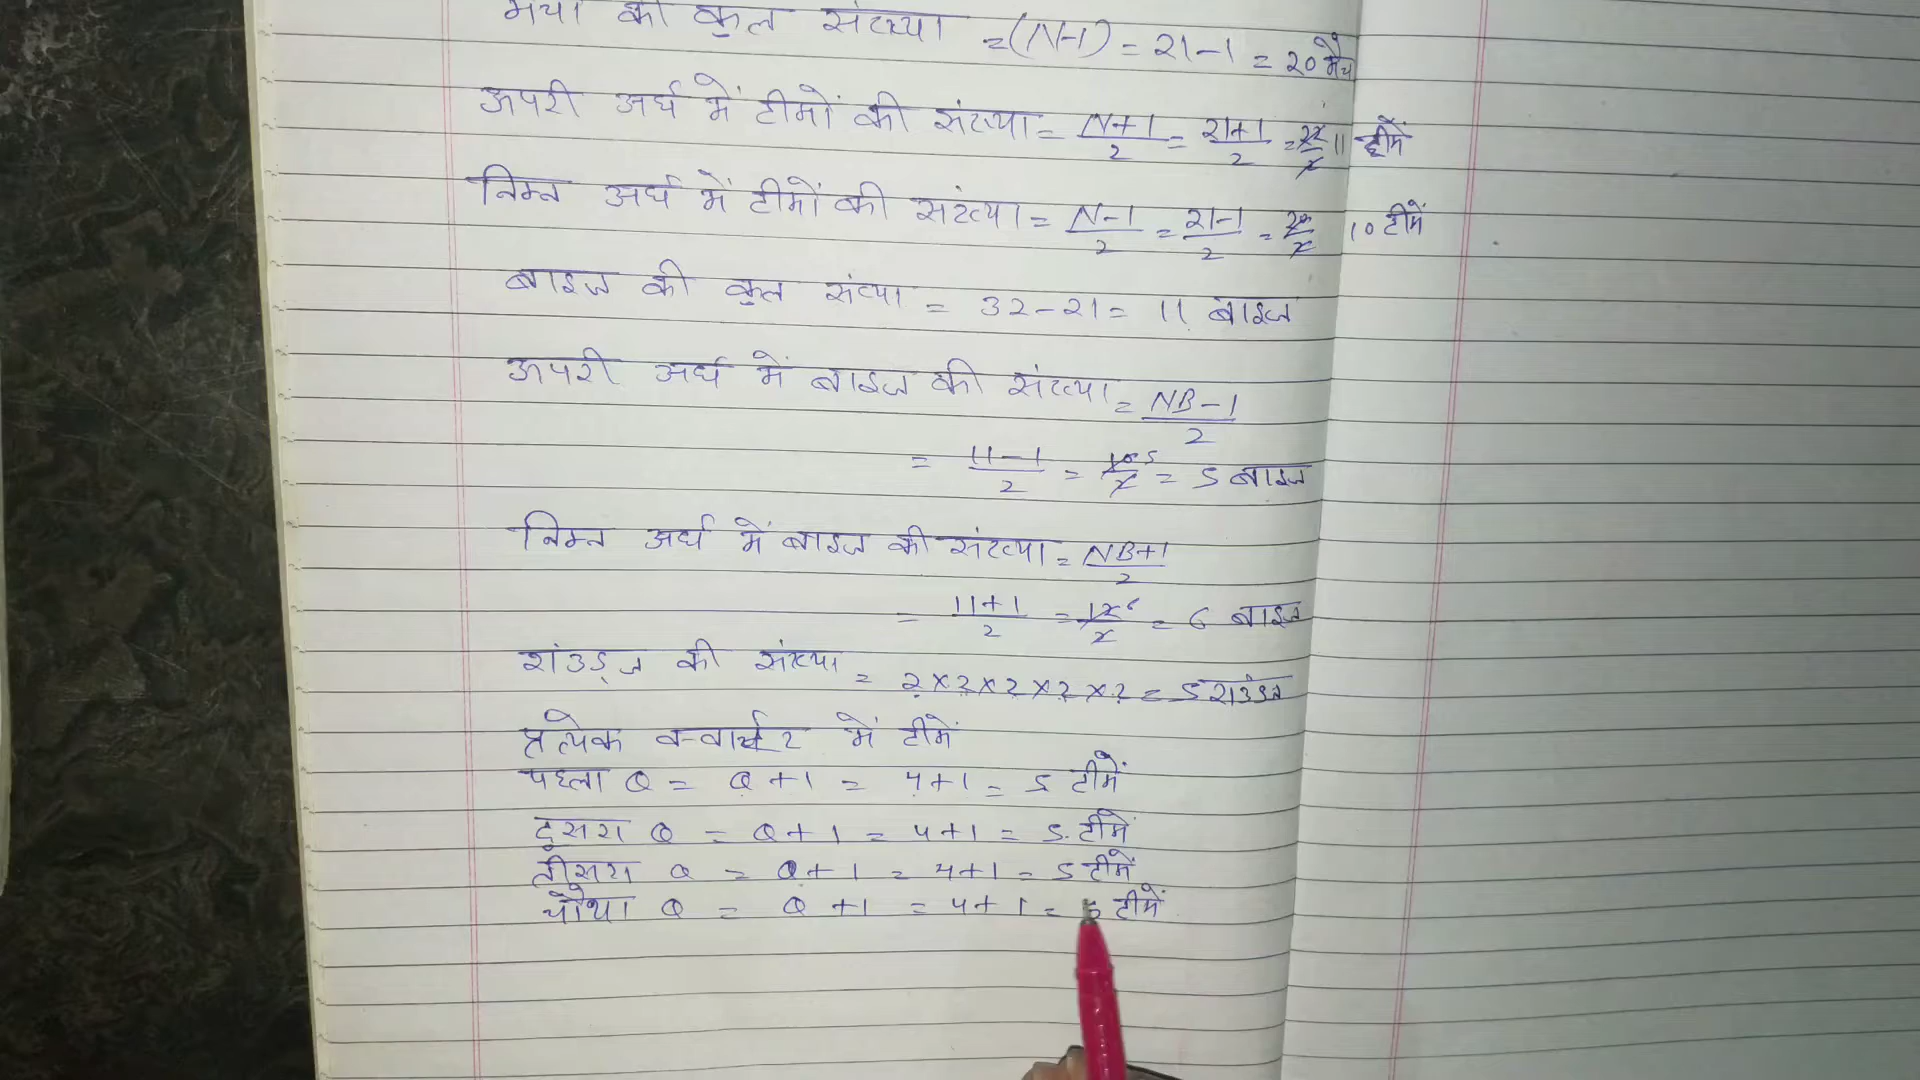 मैचों की कुल संख्या = (N-1) = 21-1 = 20 मैच
ऊपरी अर्ध में टीमों की संख्या = N+1/2 = 21+1/2 = 22/2 11 टीमें
निम्न अर्ध में टीमों की संख्या = N-1/2 = 21-1/2 = 20/2 10 टीमें
बाइज की कुल संख्या = 32-21 = 11 बाइज
ऊपरी अर्ध में बाइज की संख्या = NB-1/2
= 11-1/2 = 10/2 5 = 5 बाइज
निम्न अर्ध में बाइज की संख्या = NB+1/2
= 11+1/2 = 12/2 6 = 6 बाइज
राउंड्ज की संख्या = 2×2×2×2×2 = 5 राउंडज
प्रत्येक क्वार्टर में टीमें
पहला Q = Q+1 = 4+1 = 5 टीमें
दूसरा Q = Q+1 = 4+1 = 5 टीमें
तीसरा Q = Q+1 = 4+1 = 5 टीमें
चौथा Q = Q+1 = 4+1 = 5 टीमें